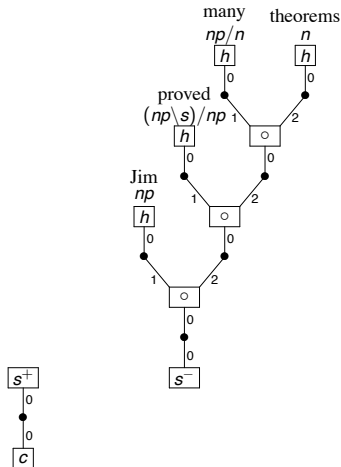 many theorems
np/n n
h h
0 0
proved
(np\s)/np
1 2
h ○
0 0
Jim
np
1 2
h ○
0 0
1 2
○
0
0
s⁺ s⁻
0
0
c